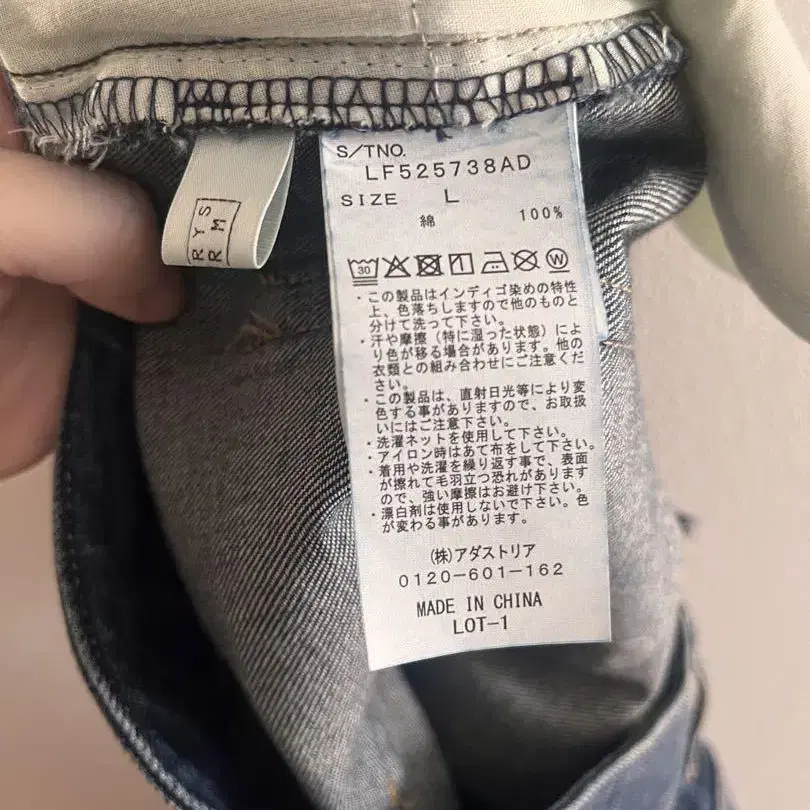 S/TNO.
LF525738AD
SIZE L
綿 100%
30 1 W
・この製品はインディゴ染めの特性
上、色落ちしますので他のものと
分けて洗って下さい。
・汗や摩擦（特に湿った状態）によ
り色が移る場合があります。他の
衣類との組み合わせにご注意くだ
さい。
・この製品は、直射日光等により変
色する事がありますので、お取扱
いにはご注意下さい。
・洗濯ネットを使用して下さい。
・アイロン時はあて布をして下さい。
・着用や洗濯を繰り返す事で、表面
が擦れて毛羽立つ恐れがあります
ので、強い摩擦はお避け下さい。
・漂白剤は使用しないで下さい。色
が変わる事があります。
(株)アダストリア
0120-601-162
MADE IN CHINA
LOT-1
RYS
RM